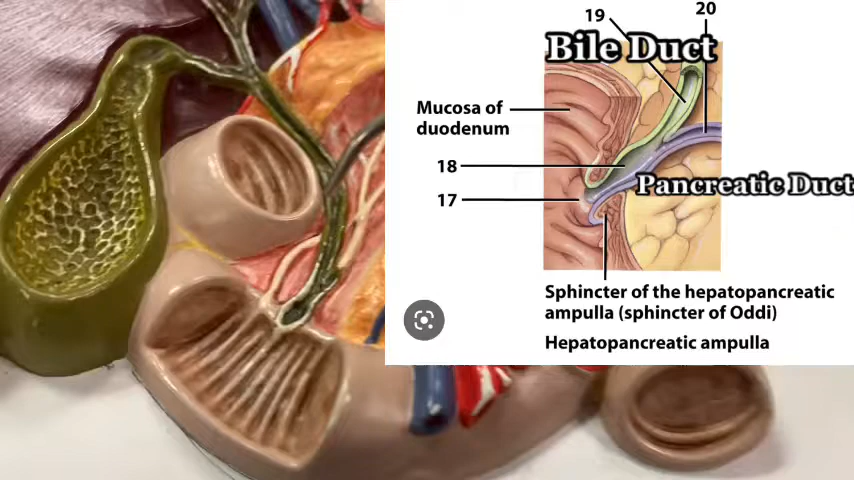 19
20
Bile Duct
Mucosa of
duodenum
18
Pancreatic Duct
17
Sphincter of the hepatopancreatic
ampulla (sphincter of Oddi)
Hepatopancreatic ampulla